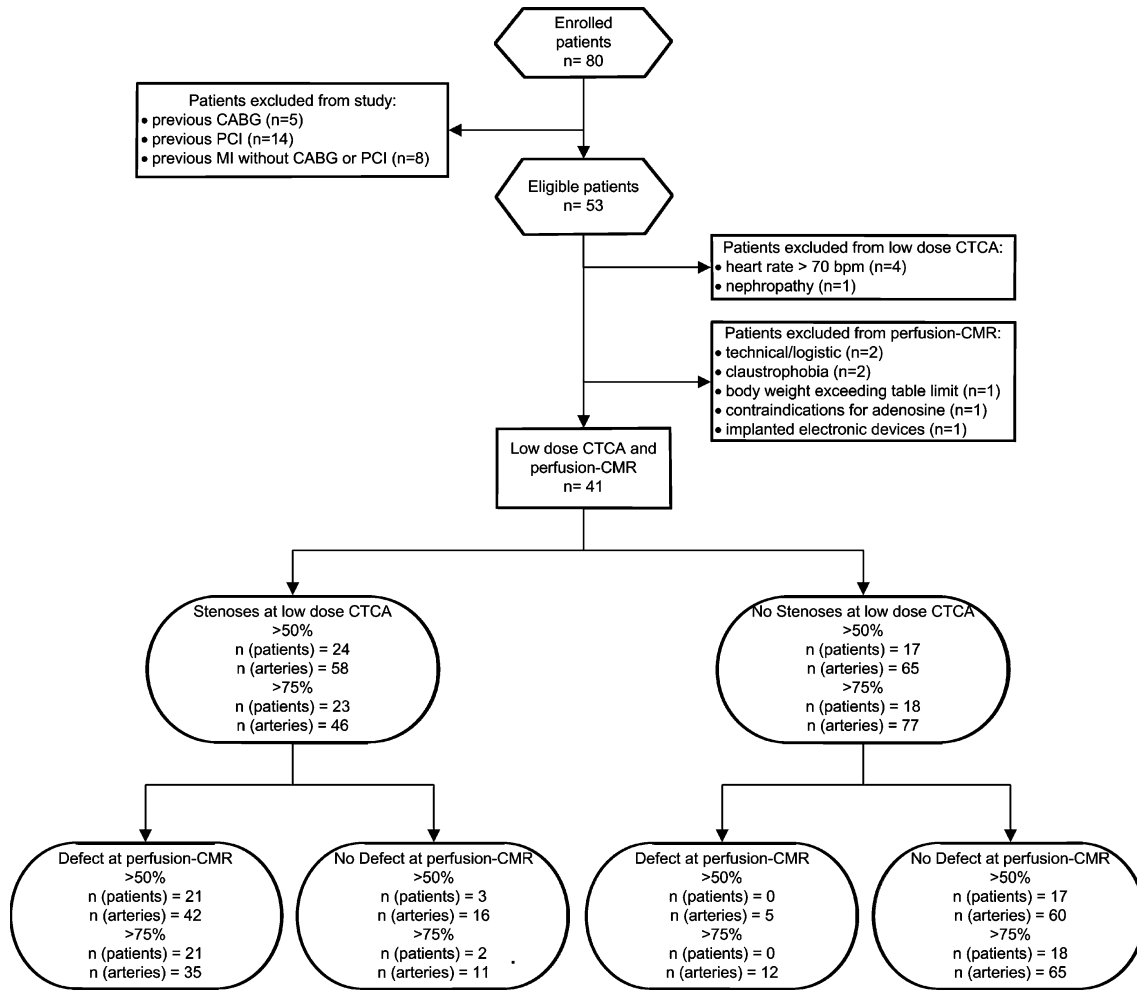 Enrolled
patients
n= 80
Patients excluded from study:
• previous CABG (n=5)
• previous PCI (n=14)
• previous MI without CABG or PCI (n=8)
Eligible patients
n= 53
Patients excluded from low dose CTCA:
• heart rate > 70 bpm (n=4)
• nephropathy (n=1)
Patients excluded from perfusion-CMR:
• technical/logistic (n=2)
• claustrophobia (n=2)
• body weight exceeding table limit (n=1)
• contraindications for adenosine (n=1)
• implanted electronic devices (n=1)
Low dose CTCA and
perfusion-CMR
n= 41
Stenoses at low dose CTCA
>50%
n (patients) = 24
n (arteries) = 58
>75%
n (patients) = 23
n (arteries) = 46
No Stenoses at low dose CTCA
>50%
n (patients) = 17
n (arteries) = 65
>75%
n (patients) = 18
n (arteries) = 77
Defect at perfusion-CMR
>50%
n (patients) = 21
n (arteries) = 42
>75%
n (patients) = 21
n (arteries) = 35
No Defect at perfusion-CMR
>50%
n (patients) = 3
n (arteries) = 16
>75%
n (patients) = 2
n (arteries) = 11
Defect at perfusion-CMR
>50%
n (patients) = 0
n (arteries) = 5
>75%
n (patients) = 0
n (arteries) = 12
No Defect at perfusion-CMR
>50%
n (patients) = 17
n (arteries) = 60
>75%
n (patients) = 18
n (arteries) = 65